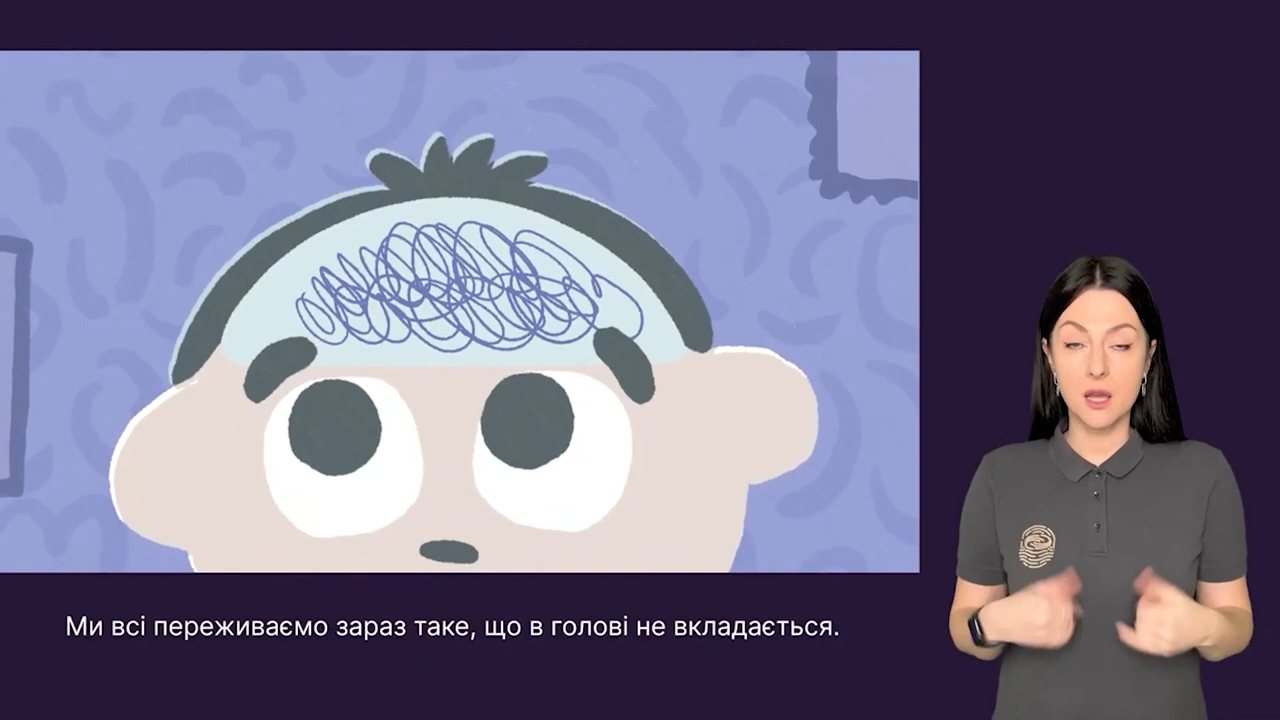 Ми всі переживаємо зараз таке, що в голові не вкладається.